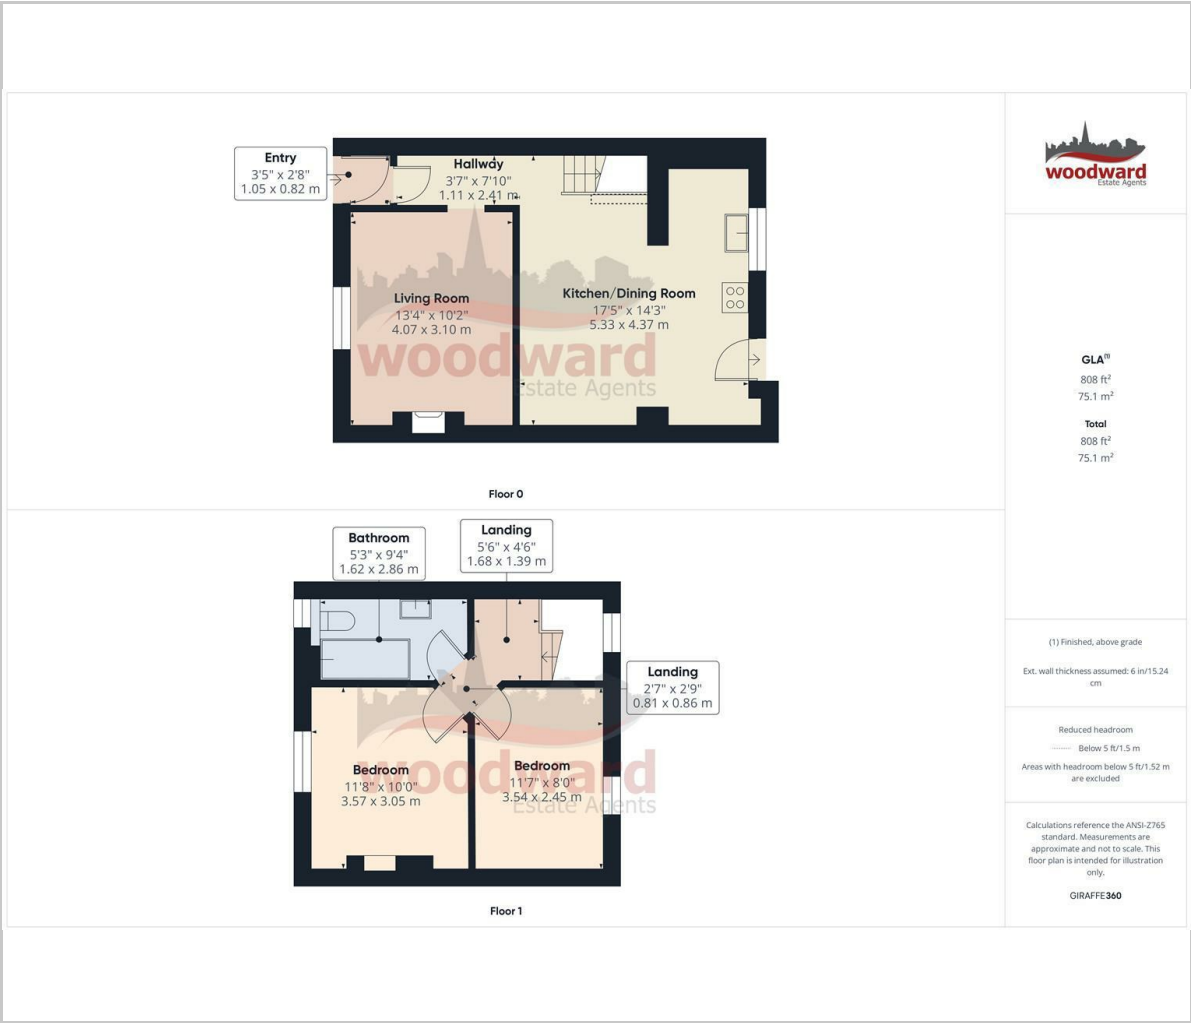 Entry
3'5" x 2'8"
1.05 x 0.82 m
Hallway
3'7" x 7'10"
1.11 x 2.41 m
Living Room
13'4" x 10'2"
4.07 x 3.10 m
Kitchen/Dining Room
17'5" x 14'3"
5.33 x 4.37 m
woodward
Estate Agents
Floor 0
Bathroom
5'3" x 9'4"
1.62 x 2.86 m
Landing
5'6" x 4'6"
1.68 x 1.39 m
Landing
2'7" x 2'9"
0.81 x 0.86 m
Bedroom
11'8" x 10'0"
3.57 x 3.05 m
Bedroom
11'7" x 8'0"
3.54 x 2.45 m
woodward
Estate Agents
Floor 1
woodward
Estate Agents
GLA⁽¹⁾
808 ft²
75.1 m²
Total
808 ft²
75.1 m²
(1) Finished, above grade
Ext. wall thickness assumed: 6 in/15.24
cm
Reduced headroom
Below 5 ft/1.5 m
Areas with headroom below 5 ft/1.52 m
are excluded
Calculations reference the ANSI-Z765
standard. Measurements are
approximate and not to scale. This
floor plan is intended for illustration
only.
GIRAFFE360